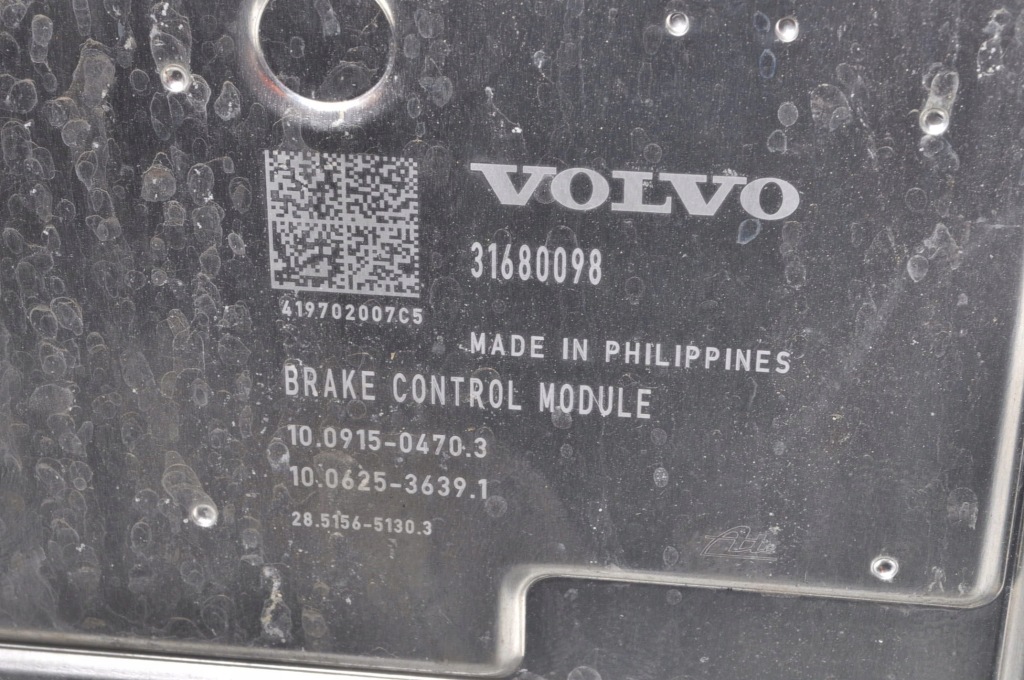 VOLVO
31680098
419702007C5
MADE IN PHILIPPINES
BRAKE CONTROL MODULE
10.0915-0470.3
10.0625-3639.1
28.5156-5130.3